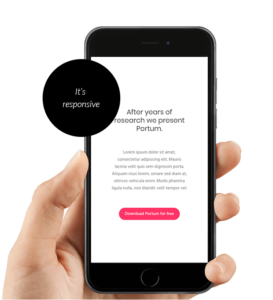 It's
responsive
After years of
research we present
Portum.
Lorem ipsum dolor sit amet,
consectetur adipiscing elit. Mauris
lacinia velit quis sem dignissim porta.
Aliquam risus lorem, ornare sed diam at,
ultrices vehicula enim. Morbi pharetra
ligula nulla, non blandit velit tempor vel.
Download Portum for free